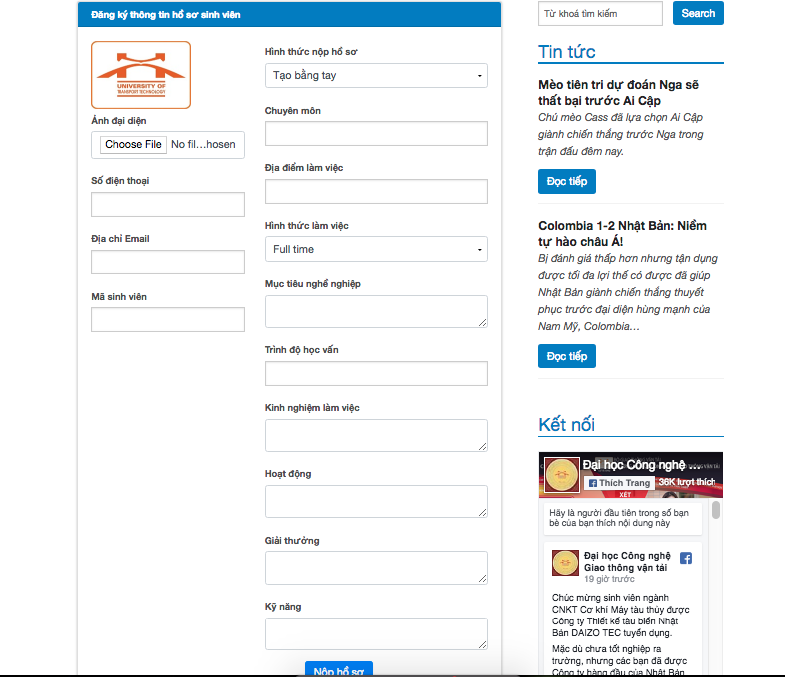 Đăng ký thông tin hồ sơ sinh viên
UNIVERSITY OF
TRANSPORT TECHNOLOGY
Ảnh đại diện
Choose File No fil...hosen
Số điện thoại
Địa chỉ Email
Mã sinh viên
Hình thức nộp hồ sơ
Tạo bằng tay
Chuyên môn
Địa điểm làm việc
Hình thức làm việc
Full time
Mục tiêu nghề nghiệp
Trình độ học vấn
Kinh nghiệm làm việc
Hoạt động
Giải thưởng
Kỹ năng
Nộp hồ sơ
Từ khoá tìm kiếm
Search
Tin tức
Mèo tiên tri dự đoán Nga sẽ
thất bại trước Ai Cập
Chú mèo Cass đã lựa chọn Ai Cập
giành chiến thắng trước Nga trong
trận đấu đêm nay.
Đọc tiếp
Colombia 1-2 Nhật Bản: Niềm
tự hào châu Á!
Bị đánh giá thấp hơn nhưng tận dụng
được tối đa lợi thế có được đã giúp
Nhật Bản giành chiến thắng thuyết
phục trước đại diện hùng mạnh của
Nam Mỹ, Colombia…
Đọc tiếp
Kết nối
Đại học Công nghệ ...
Thích Trang 36K lượt thích
XÉT
Hãy là người đầu tiên trong số bạn
bè của bạn thích nội dung này
Đại học Công nghệ
Giao thông vận tải
19 giờ trước
Chúc mừng sinh viên ngành
CNKT Cơ khí Máy tàu thủy được
Công ty Thiết kế tàu biển Nhật
Bản DAIZO TEC tuyển dụng.
Mặc dù chưa tốt nghiệp ra
trường, nhưng các bạn đã được
Công ty hàng đầu của Nhật Bản